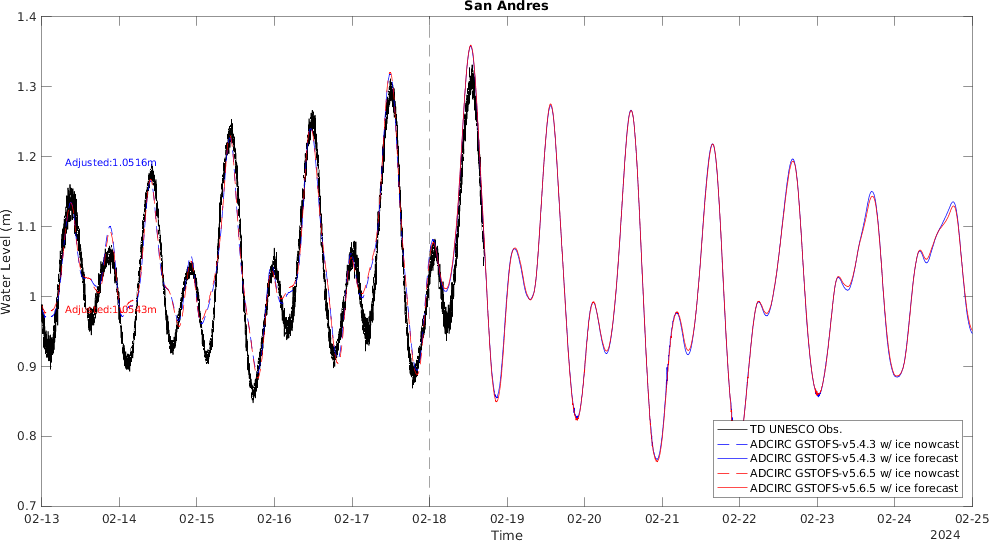 San Andres
1.4
1.3
1.2
1.1
1
0.9
0.8
0.7
Water Level (m)
Adjusted:1.0516m
Adjusted:1.0543m
TD UNESCO Obs.
ADCIRC GSTOFS-v5.4.3 w/ ice nowcast
ADCIRC GSTOFS-v5.4.3 w/ ice forecast
ADCIRC GSTOFS-v5.6.5 w/ ice nowcast
ADCIRC GSTOFS-v5.6.5 w/ ice forecast
02-13 02-14 02-15 02-16 02-17 02-18 02-19 02-20 02-21 02-22 02-23 02-24 02-25
Time
2024